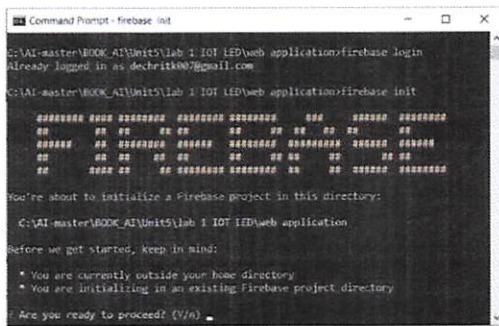 Command Prompt - firebase init
C:\AI-master\BOOK_AI\Unit5\lab 1 IOT LED\web application>firebase login
Already logged in as dechritk007@gmail.com
C:\AI-master\BOOK_AI\Unit5\lab 1 IOT LED\web application>firebase init
FIREBASE
You're about to initialize a Firebase project in this directory:
C:\AI-master\BOOK_AI\Unit5\lab 1 IOT LED\web application
Before we get started, keep in mind:
* You are currently outside your home directory
* You are initializing in an existing Firebase project directory
? Are you ready to proceed? (Y/n)